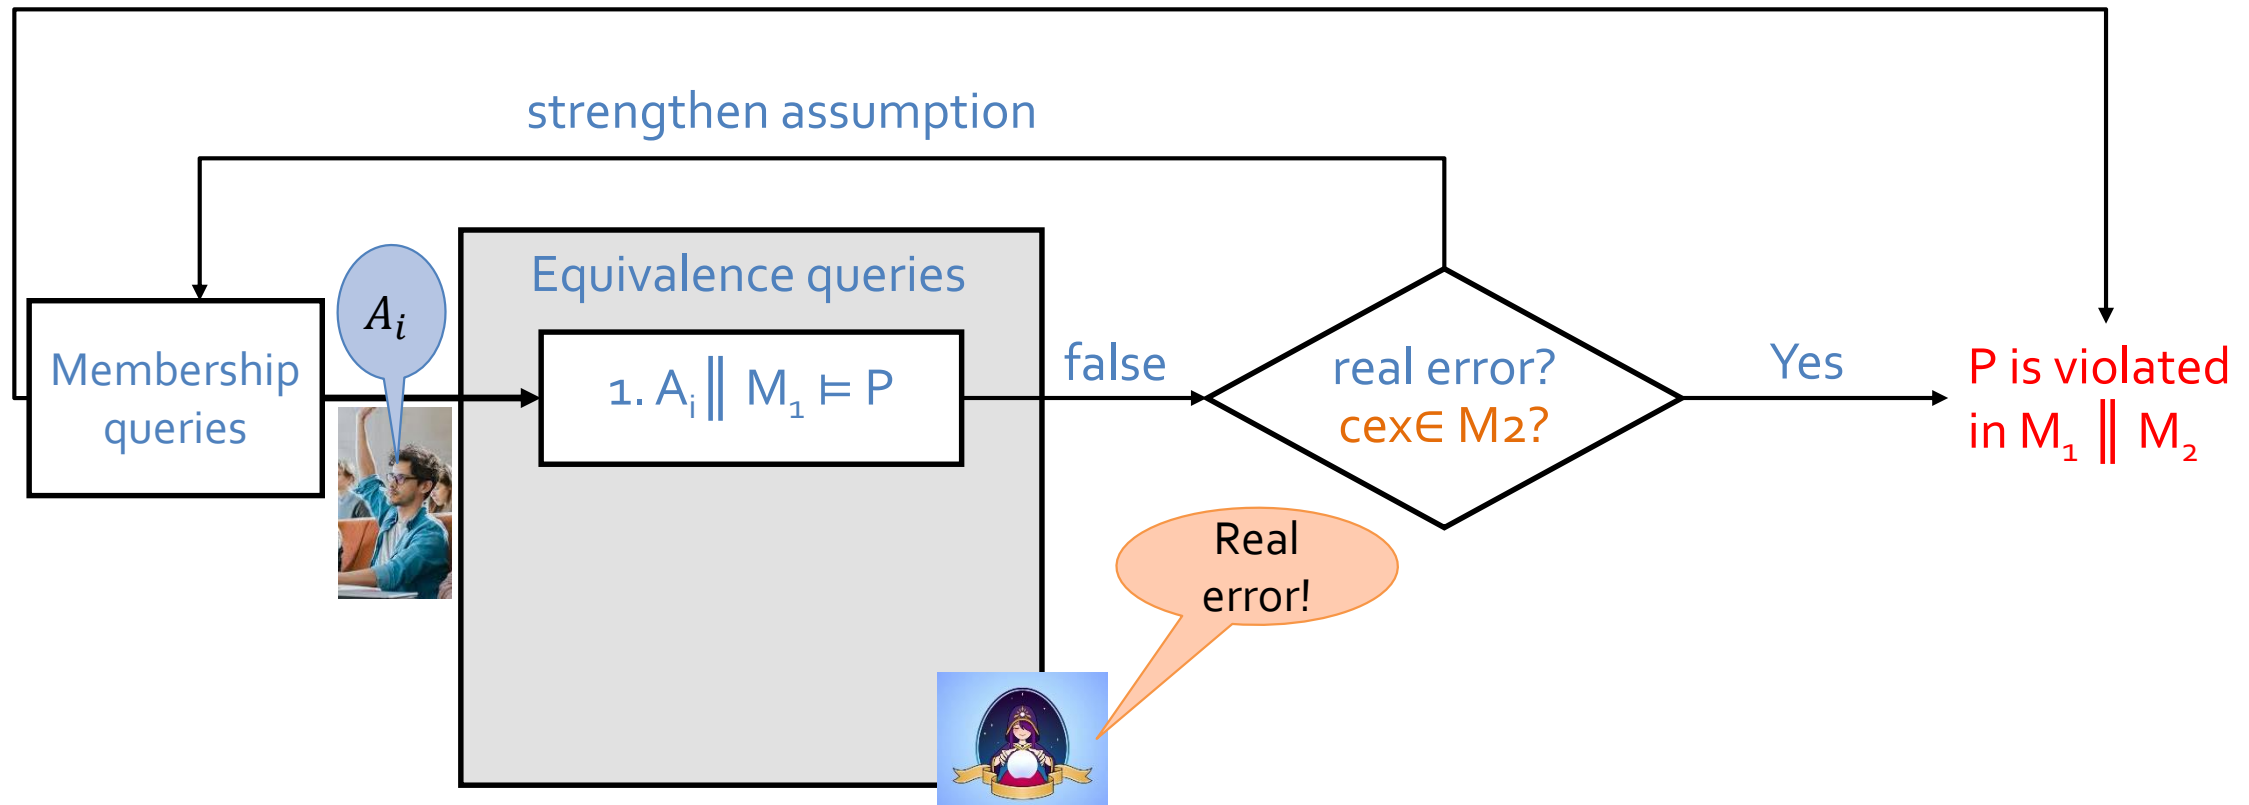 strengthen assumption
Equivalence queries
A_i
Membership
queries
1. A_i ‖ M_1 ⊨ P
false
real error?
cex∈ M2?
Yes
P is violated
in M_1 ‖ M_2
Real
error!